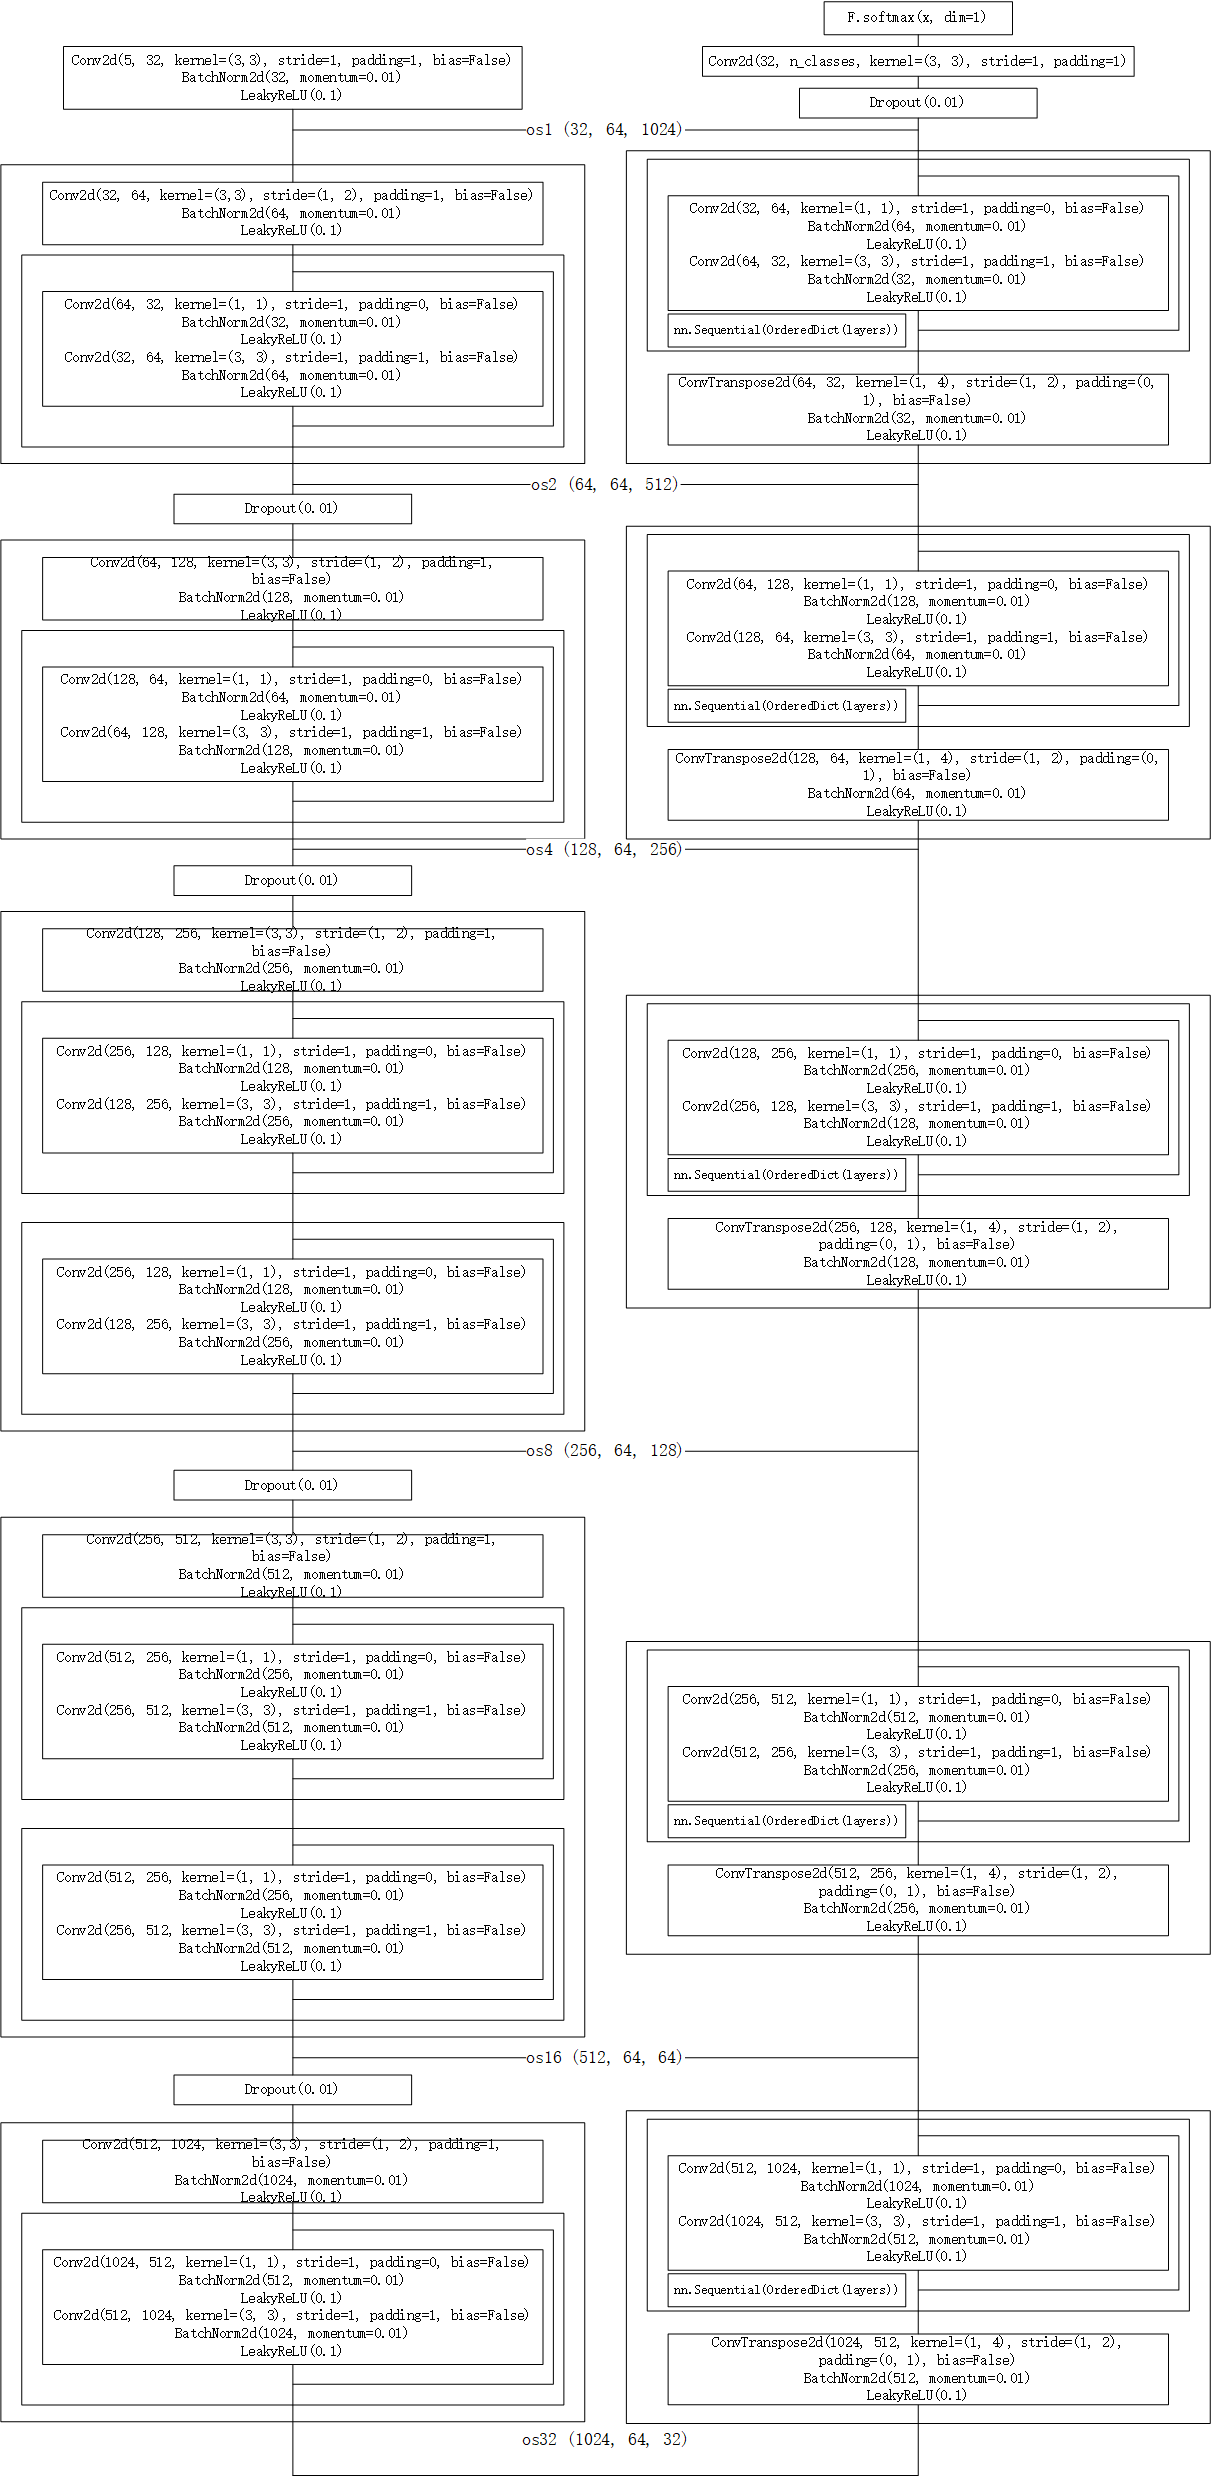 F.softmax(x, dim=1)
Conv2d(5, 32, kernel=(3,3), stride=1, padding=1, bias=False)
BatchNorm2d(32, momentum=0.01)
LeakyReLU(0.1)
Conv2d(32, n_classes, kernel=(3, 3), stride=1, padding=1)
Dropout(0.01)
os1 (32, 64, 1024)
Conv2d(32, 64, kernel=(3,3), stride=(1, 2), padding=1, bias=False)
BatchNorm2d(64, momentum=0.01)
LeakyReLU(0.1)
Conv2d(64, 32, kernel=(1, 1), stride=1, padding=0, bias=False)
BatchNorm2d(32, momentum=0.01)
LeakyReLU(0.1)
Conv2d(32, 64, kernel=(3, 3), stride=1, padding=1, bias=False)
BatchNorm2d(64, momentum=0.01)
LeakyReLU(0.1)
Conv2d(32, 64, kernel=(1, 1), stride=1, padding=0, bias=False)
BatchNorm2d(64, momentum=0.01)
LeakyReLU(0.1)
Conv2d(64, 32, kernel=(3, 3), stride=1, padding=1, bias=False)
BatchNorm2d(32, momentum=0.01)
LeakyReLU(0.1)
nn.Sequential(OrderedDict(layers))
ConvTranspose2d(64, 32, kernel=(1, 4), stride=(1, 2), padding=(0,
1), bias=False)
BatchNorm2d(32, momentum=0.01)
LeakyReLU(0.1)
os2 (64, 64, 512)
Dropout(0.01)
Conv2d(64, 128, kernel=(3,3), stride=(1, 2), padding=1,
bias=False)
BatchNorm2d(128, momentum=0.01)
LeakyReLU(0.1)
Conv2d(128, 64, kernel=(1, 1), stride=1, padding=0, bias=False)
BatchNorm2d(64, momentum=0.01)
LeakyReLU(0.1)
Conv2d(64, 128, kernel=(3, 3), stride=1, padding=1, bias=False)
BatchNorm2d(128, momentum=0.01)
LeakyReLU(0.1)
Conv2d(64, 128, kernel=(1, 1), stride=1, padding=0, bias=False)
BatchNorm2d(128, momentum=0.01)
LeakyReLU(0.1)
Conv2d(128, 64, kernel=(3, 3), stride=1, padding=1, bias=False)
BatchNorm2d(64, momentum=0.01)
LeakyReLU(0.1)
nn.Sequential(OrderedDict(layers))
ConvTranspose2d(128, 64, kernel=(1, 4), stride=(1, 2), padding=(0,
1), bias=False)
BatchNorm2d(64, momentum=0.01)
LeakyReLU(0.1)
os4 (128, 64, 256)
Dropout(0.01)
Conv2d(128, 256, kernel=(3,3), stride=(1, 2), padding=1,
bias=False)
BatchNorm2d(256, momentum=0.01)
LeakyReLU(0.1)
Conv2d(256, 128, kernel=(1, 1), stride=1, padding=0, bias=False)
BatchNorm2d(128, momentum=0.01)
LeakyReLU(0.1)
Conv2d(128, 256, kernel=(3, 3), stride=1, padding=1, bias=False)
BatchNorm2d(256, momentum=0.01)
LeakyReLU(0.1)
Conv2d(256, 128, kernel=(1, 1), stride=1, padding=0, bias=False)
BatchNorm2d(128, momentum=0.01)
LeakyReLU(0.1)
Conv2d(128, 256, kernel=(3, 3), stride=1, padding=1, bias=False)
BatchNorm2d(256, momentum=0.01)
LeakyReLU(0.1)
Conv2d(128, 256, kernel=(1, 1), stride=1, padding=0, bias=False)
BatchNorm2d(256, momentum=0.01)
LeakyReLU(0.1)
Conv2d(256, 128, kernel=(3, 3), stride=1, padding=1, bias=False)
BatchNorm2d(128, momentum=0.01)
LeakyReLU(0.1)
nn.Sequential(OrderedDict(layers))
ConvTranspose2d(256, 128, kernel=(1, 4), stride=(1, 2),
padding=(0, 1), bias=False)
BatchNorm2d(128, momentum=0.01)
LeakyReLU(0.1)
os8 (256, 64, 128)
Dropout(0.01)
Conv2d(256, 512, kernel=(3,3), stride=(1, 2), padding=1,
bias=False)
BatchNorm2d(512, momentum=0.01)
LeakyReLU(0.1)
Conv2d(512, 256, kernel=(1, 1), stride=1, padding=0, bias=False)
BatchNorm2d(256, momentum=0.01)
LeakyReLU(0.1)
Conv2d(256, 512, kernel=(3, 3), stride=1, padding=1, bias=False)
BatchNorm2d(512, momentum=0.01)
LeakyReLU(0.1)
Conv2d(512, 256, kernel=(1, 1), stride=1, padding=0, bias=False)
BatchNorm2d(256, momentum=0.01)
LeakyReLU(0.1)
Conv2d(256, 512, kernel=(3, 3), stride=1, padding=1, bias=False)
BatchNorm2d(512, momentum=0.01)
LeakyReLU(0.1)
Conv2d(256, 512, kernel=(1, 1), stride=1, padding=0, bias=False)
BatchNorm2d(512, momentum=0.01)
LeakyReLU(0.1)
Conv2d(512, 256, kernel=(3, 3), stride=1, padding=1, bias=False)
BatchNorm2d(256, momentum=0.01)
LeakyReLU(0.1)
nn.Sequential(OrderedDict(layers))
ConvTranspose2d(512, 256, kernel=(1, 4), stride=(1, 2),
padding=(0, 1), bias=False)
BatchNorm2d(256, momentum=0.01)
LeakyReLU(0.1)
os16 (512, 64, 64)
Dropout(0.01)
Conv2d(512, 1024, kernel=(3,3), stride=(1, 2), padding=1,
bias=False)
BatchNorm2d(1024, momentum=0.01)
LeakyReLU(0.1)
Conv2d(1024, 512, kernel=(1, 1), stride=1, padding=0, bias=False)
BatchNorm2d(512, momentum=0.01)
LeakyReLU(0.1)
Conv2d(512, 1024, kernel=(3, 3), stride=1, padding=1, bias=False)
BatchNorm2d(1024, momentum=0.01)
LeakyReLU(0.1)
Conv2d(512, 1024, kernel=(1, 1), stride=1, padding=0, bias=False)
BatchNorm2d(1024, momentum=0.01)
LeakyReLU(0.1)
Conv2d(1024, 512, kernel=(3, 3), stride=1, padding=1, bias=False)
BatchNorm2d(512, momentum=0.01)
LeakyReLU(0.1)
nn.Sequential(OrderedDict(layers))
ConvTranspose2d(1024, 512, kernel=(1, 4), stride=(1, 2),
padding=(0, 1), bias=False)
BatchNorm2d(512, momentum=0.01)
LeakyReLU(0.1)
os32 (1024, 64, 32)